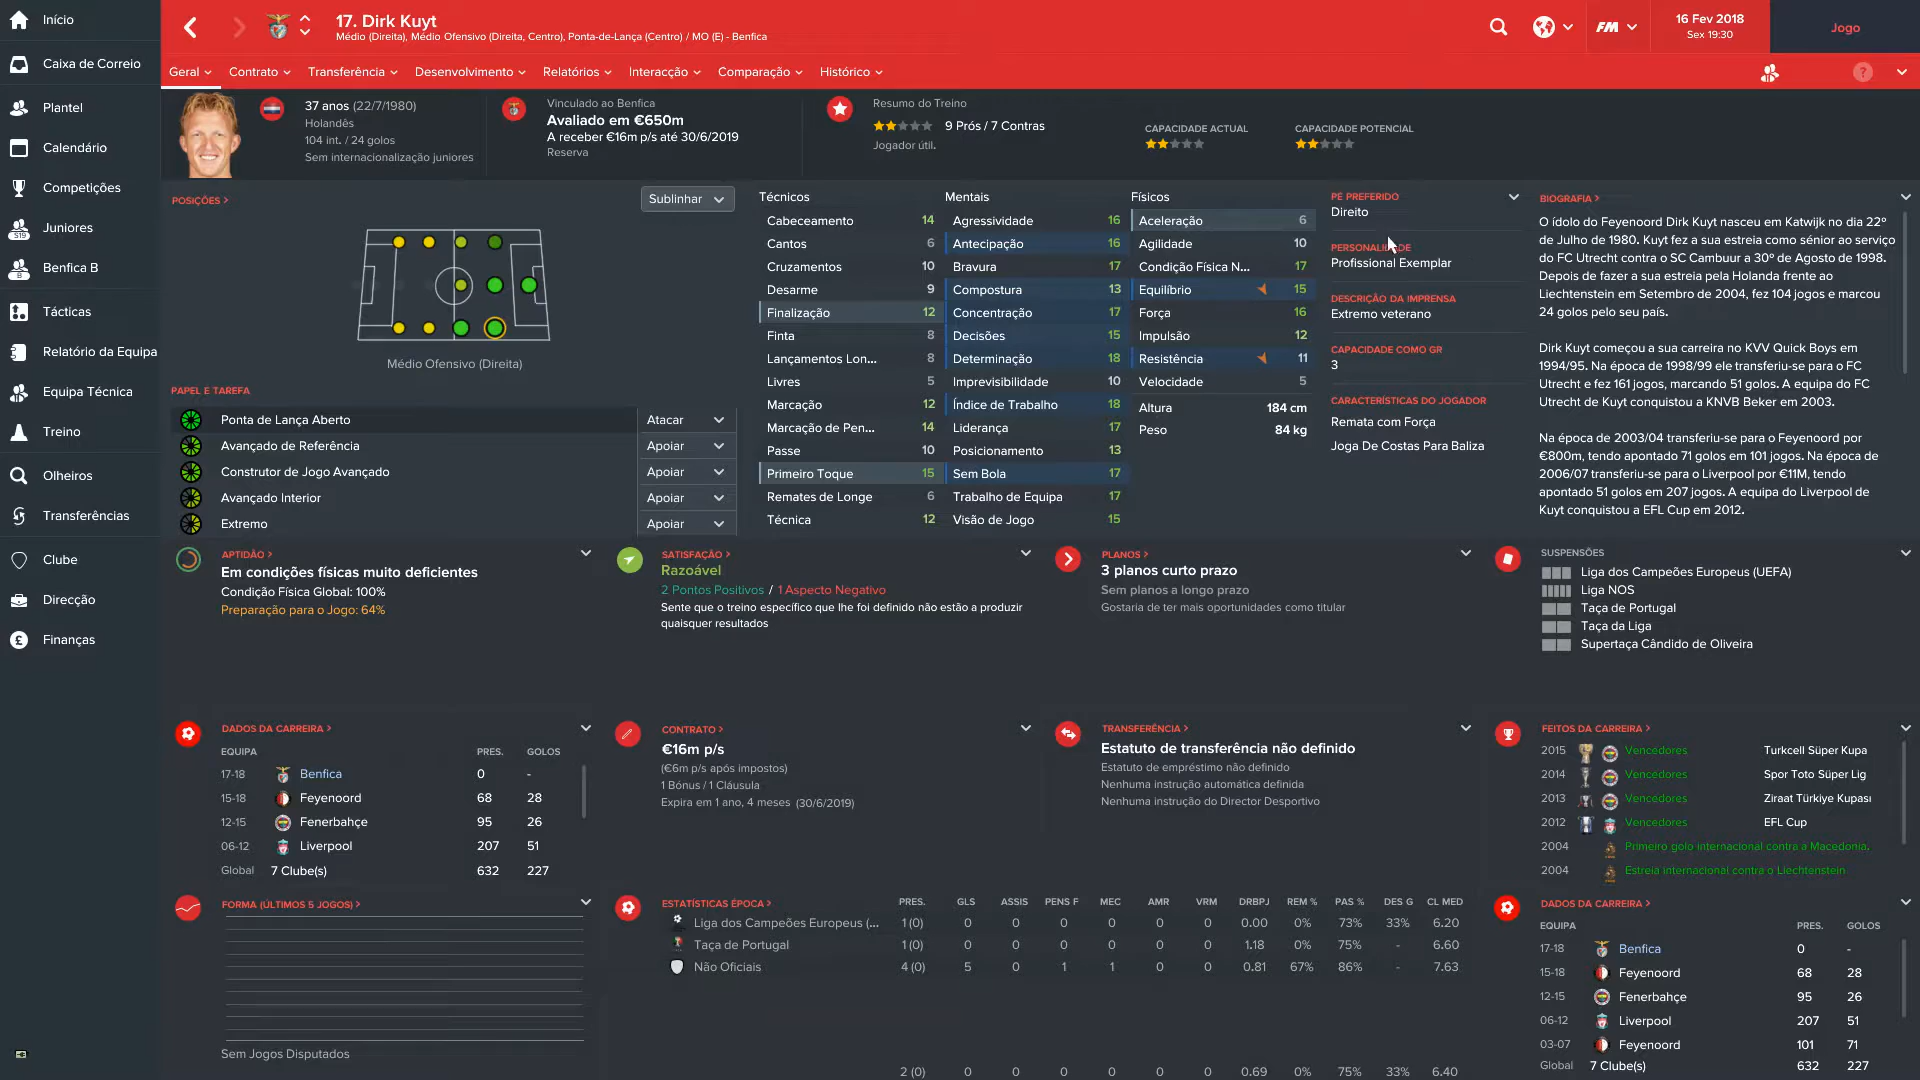 Início
Caixa de Correio
Plantel
Calendário
Competições
Juniores
Benfica B
Tácticas
Relatório da Equipa
Equipa Técnica
Treino
Olheiros
Transferências
Clube
Direcção
Finanças
17. Dirk Kuyt
Médio (Direita), Médio Ofensivo (Direita, Centro), Ponta-de-Lança (Centro) / MO (E) - Benfica
FM
16 Fev 2018
Sex 19:30
Jogo
Geral Contrato Transferência Desenvolvimento Relatórios Interacção Comparação Histórico
?
37 anos (22/7/1980)
Holandês
104 int. / 24 golos
Sem internacionalização juniores
Vinculado ao Benfica
Avaliado em €650m
A receber €16m p/s até 30/6/2019
Reserva
Resumo do Treino
9 Prós / 7 Contras
Jogador útil.
CAPACIDADE ACTUAL
CAPACIDADE POTENCIAL
POSIÇÕES >
Sublinhar
Médio Ofensivo (Direita)
PAPEL E TAREFA
Ponta de Lança Aberto Atacar
Avançado de Referência Apoiar
Construtor de Jogo Avançado Apoiar
Avançado Interior Apoiar
Extremo Apoiar
Técnicos
Cabeceamento 14
Cantos 6
Cruzamentos 10
Desarme 9
Finalização 12
Finta 8
Lançamentos Lon... 8
Livres 5
Marcação 12
Marcação de Pen... 14
Passe 10
Primeiro Toque 15
Remates de Longe 6
Técnica 12
Mentais
Agressividade 16
Antecipação 16
Bravura 17
Compostura 13
Concentração 17
Decisões 15
Determinação 18
Imprevisibilidade 10
Índice de Trabalho 18
Liderança 17
Posicionamento 13
Sem Bola 17
Trabalho de Equipa 17
Visão de Jogo 15
Físicos
Aceleração 6
Agilidade 10
Condição Física N... 17
Equilíbrio 15
Força 16
Impulsão 12
Resistência 11
Velocidade 5
Altura 184 cm
Peso 84 kg
PÉ PREFERIDO
Direito
PERSONALIDADE
Profissional Exemplar
DESCRIÇÃO DA IMPRENSA
Extremo veterano
CAPACIDADE COMO GR
3
CARACTERÍSTICAS DO JOGADOR
Remata com Força
Joga De Costas Para Baliza
BIOGRAFIA >
O ídolo do Feyenoord Dirk Kuyt nasceu em Katwijk no dia 22º
de Julho de 1980. Kuyt fez a sua estreia como sénior ao serviço
do FC Utrecht contra o SC Cambuur a 30º de Agosto de 1998.
Depois de fazer a sua estreia pela Holanda frente ao
Liechtenstein em Setembro de 2004, fez 104 jogos e marcou
24 golos pelo seu país.
Dirk Kuyt começou a sua carreira no KVV Quick Boys em
1994/95. Na época de 1998/99 ele transferiu-se para o FC
Utrecht e fez 161 jogos, marcando 51 golos. A equipa do FC
Utrecht de Kuyt conquistou a KNVB Beker em 2003.
Na época de 2003/04 transferiu-se para o Feyenoord por
€800m, tendo apontado 71 golos em 101 jogos. Na época de
2006/07 transferiu-se para o Liverpool por €11M, tendo
apontado 51 golos em 207 jogos. A equipa do Liverpool de
Kuyt conquistou a EFL Cup em 2012.
APTIDÃO >
Em condições físicas muito deficientes
Condição Física Global: 100%
Preparação para o Jogo: 64%
SATISFAÇÃO >
Razoável
2 Pontos Positivos / 1 Aspecto Negativo
Sente que o treino específico que lhe foi definido não estão a produzir
quaisquer resultados
PLANOS >
3 planos curto prazo
Sem planos a longo prazo
Gostaria de ter mais oportunidades como titular
SUSPENSÕES
Liga dos Campeões Europeus (UEFA)
Liga NOS
Taça de Portugal
Taça da Liga
Supertaça Cândido de Oliveira
DADOS DA CARREIRA >
EQUIPA PRES. GOLOS
17-18 Benfica 0 -
15-18 Feyenoord 68 28
12-15 Fenerbahçe 95 26
06-12 Liverpool 207 51
Global 7 Clube(s) 632 227
CONTRATO >
€16m p/s
(€6m p/s após impostos)
1 Bónus / 1 Cláusula
Expira em 1 ano, 4 meses (30/6/2019)
TRANSFERÊNCIA >
Estatuto de transferência não definido
Estatuto de empréstimo não definido
Nenhuma instrução automática definida
Nenhuma instrução do Director Desportivo
FEITOS DA CARREIRA >
2015 Vencedores Turkcell Süper Kupa
2014 Vencedores Spor Toto Süper Lig
2013 Vencedores Ziraat Türkiye Kupası
2012 Vencedores EFL Cup
2004 Primeiro golo internacional contra a Macedonia.
2004 Estreia internacional contra o Liechtenstein
FORMA (ÚLTIMOS 5 JOGOS) >
Sem Jogos Disputados
ESTATÍSTICAS ÉPOCA > PRES. GLS ASSIS PENS F MEC AMR VRM DRBPJ REM % PAS % DES G CL MED
Liga dos Campeões Europeus (... 1 (0) 0 0 0 0 0 0 0.00 0% 73% 33% 6.20
Taça de Portugal 1 (0) 0 0 0 0 0 0 1.18 0% 75% - 6.60
Não Oficiais 4 (0) 5 0 1 1 0 0 0.81 67% 86% - 7.63
2 (0) 0 0 0 0 0 0 0.69 0% 75% 33% 6.40
DADOS DA CARREIRA >
EQUIPA PRES. GOLOS
17-18 Benfica 0 -
15-18 Feyenoord 68 28
12-15 Fenerbahçe 95 26
06-12 Liverpool 207 51
03-07 Feyenoord 101 71
Global 7 Clube(s) 632 227